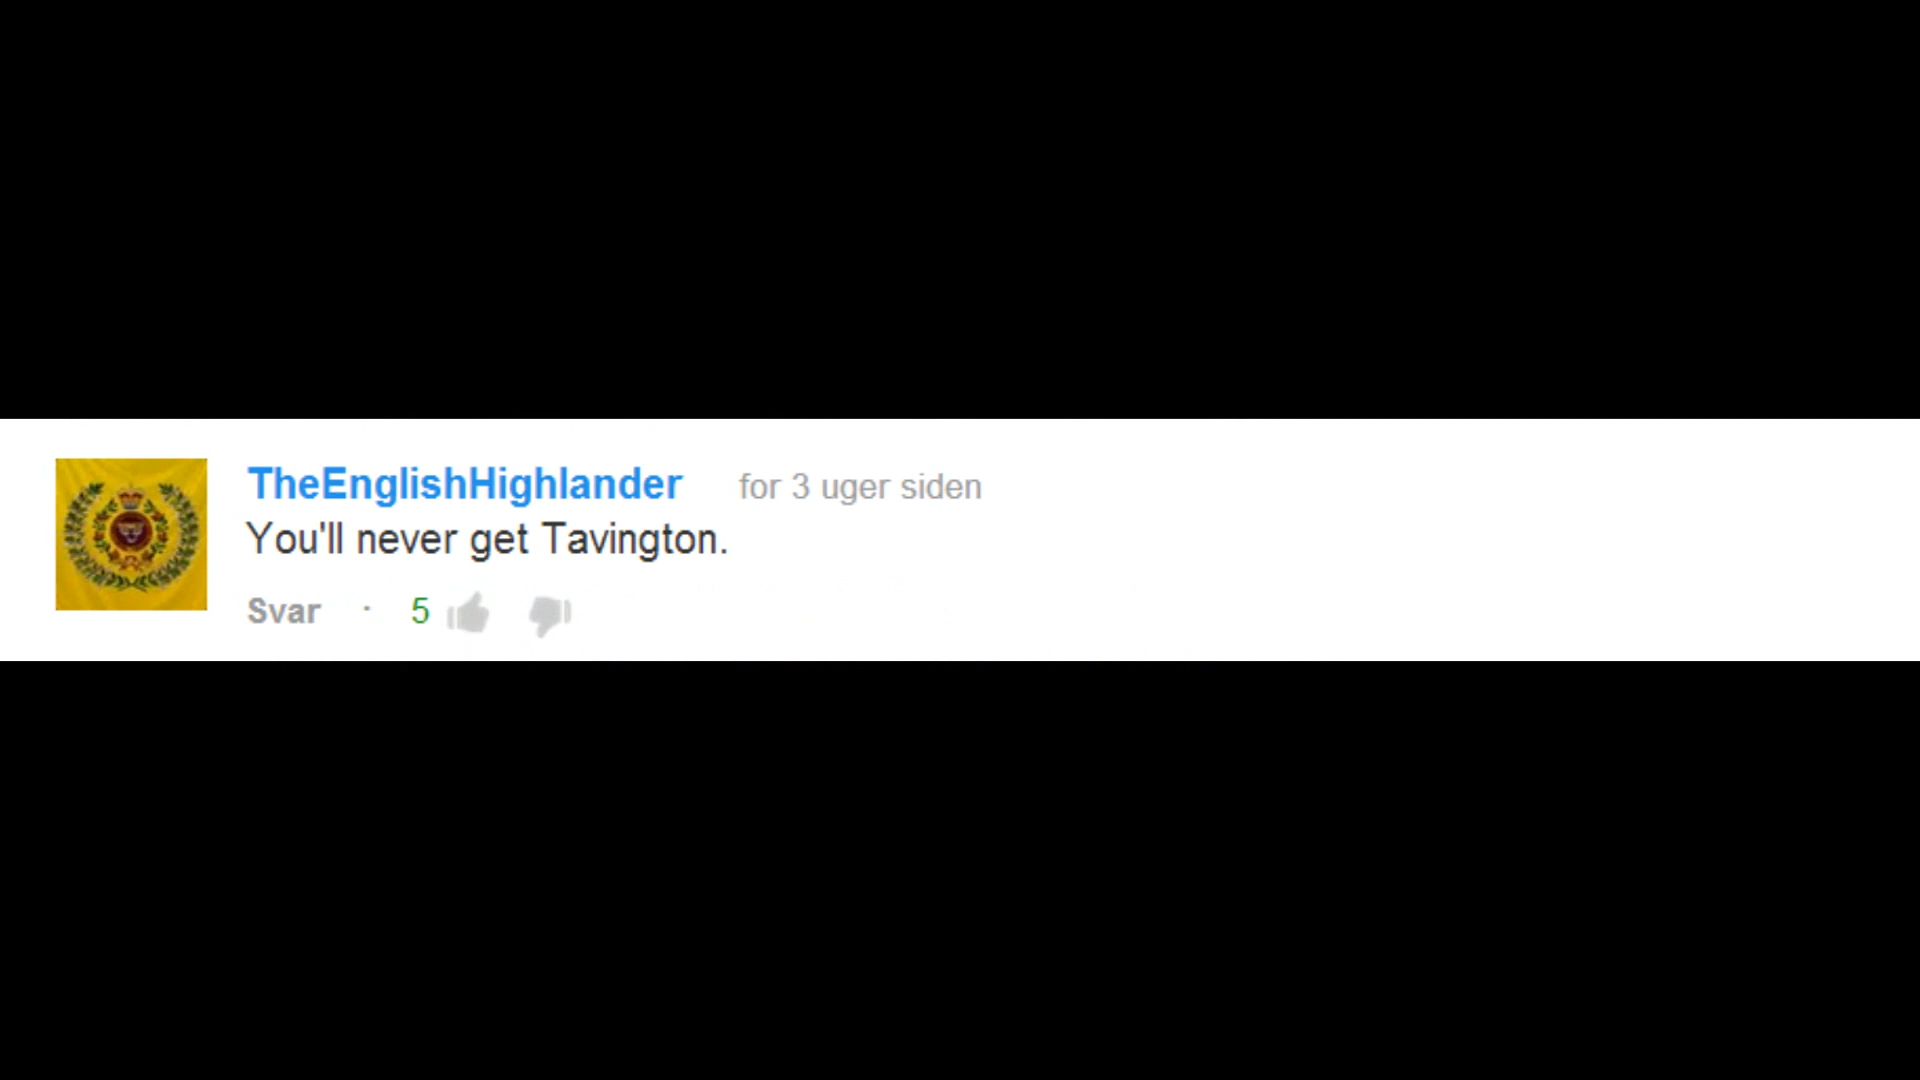 TheEnglishHighlander for 3 uger siden
You'll never get Tavington.
Svar · 5